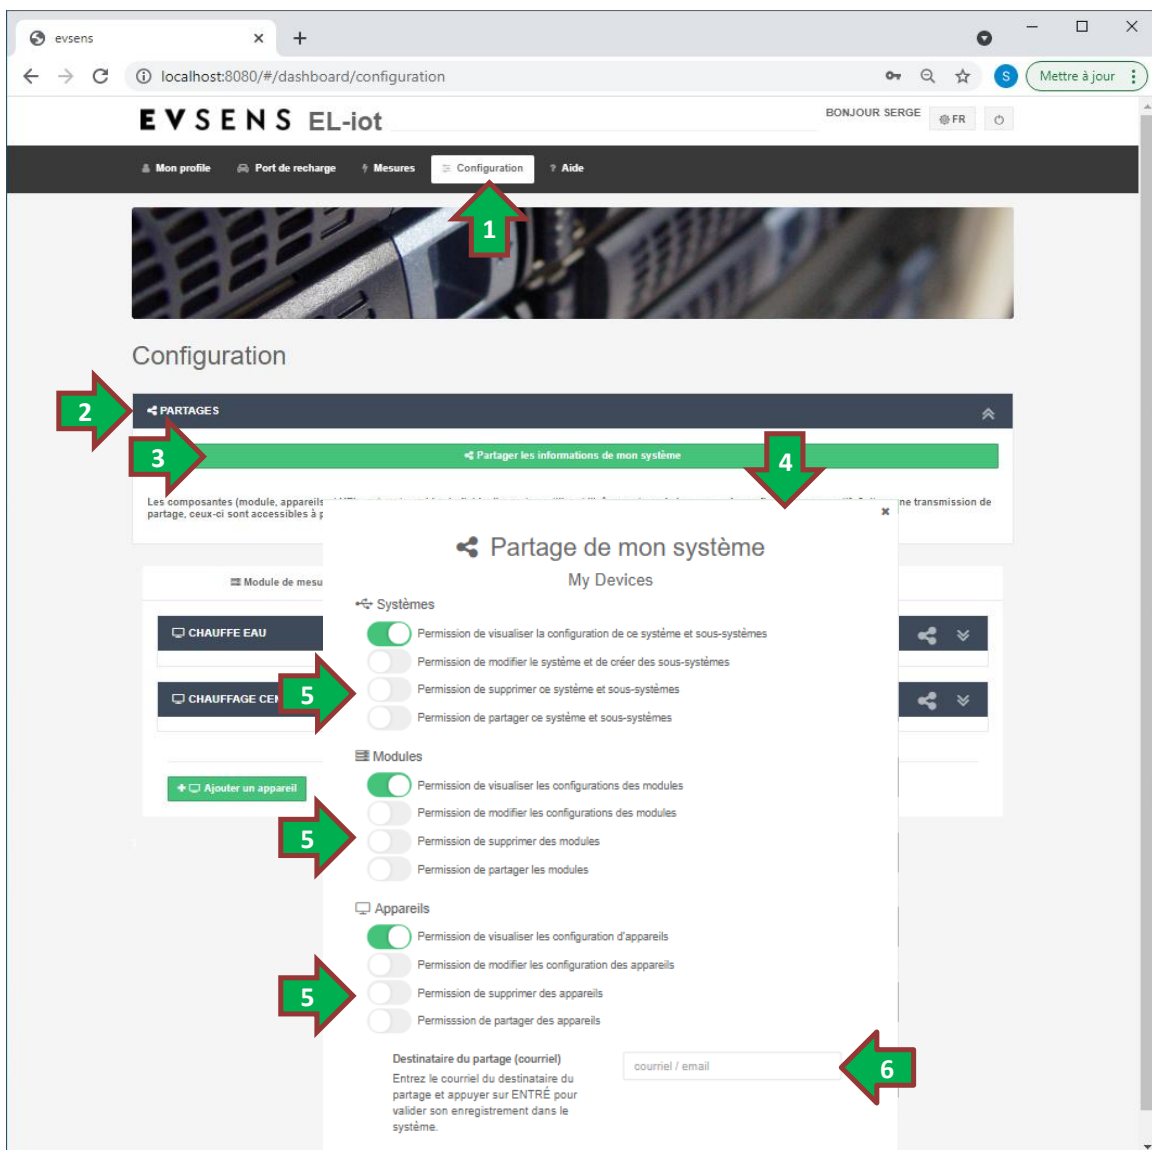 evsens
localhost:8080/#/dashboard/configuration
S
Mettre à jour
EVSENS EL-iot
BONJOUR SERGE
FR
Mon profile
Port de recharge
Mesures
Configuration
? Aide
1
Configuration
2
PARTAGES
3
Partager les informations de mon système
4
Les composantes (module, appareils
ne transmission de
partage, ceux-ci sont accessibles à p
Partage de mon système
My Devices
Module de mesu
Systèmes
CHAUFFE EAU
Permission de visualiser la configuration de ce système et sous-systèmes
Permission de modifier le système et de créer des sous-systèmes
5
Permission de supprimer ce système et sous-systèmes
CHAUFFAGE CEN
Permission de partager ce système et sous-systèmes
Modules
Ajouter un appareil
Permission de visualiser les configurations des modules
Permission de modifier les configurations des modules
5
Permission de supprimer des modules
Permission de partager les modules
Appareils
Permission de visualiser les configuration d'appareils
Permission de modifier les configuration des appareils
5
Permission de supprimer des appareils
Permisssion de partager des appareils
Destinataire du partage (courriel)
courriel / email
6
Entrez le courriel du destinataire du
partage et appuyer sur ENTRÉ pour
valider son enregistrement dans le
système.